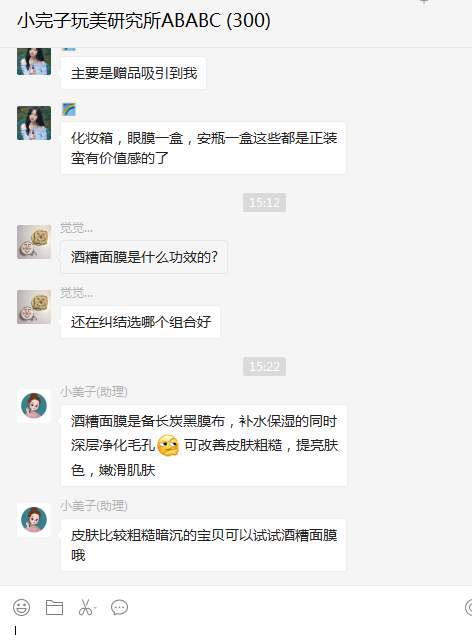 小完子玩美研究所ABABC (300)
主要是赠品吸引到我
化妆箱，眼膜一盒，安瓶一盒这些都是正装
蛮有价值感的了
15:12
觉觉...
酒糟面膜是什么功效的?
觉觉...
还在纠结选哪个组合好
15:22
小美子(助理)
酒糟面膜是备长炭黑膜布，补水保湿的同时
深层净化毛孔 可改善皮肤粗糙，提亮肤
色，嫩滑肌肤
小美子(助理)
皮肤比较粗糙暗沉的宝贝可以试试酒糟面膜
哦